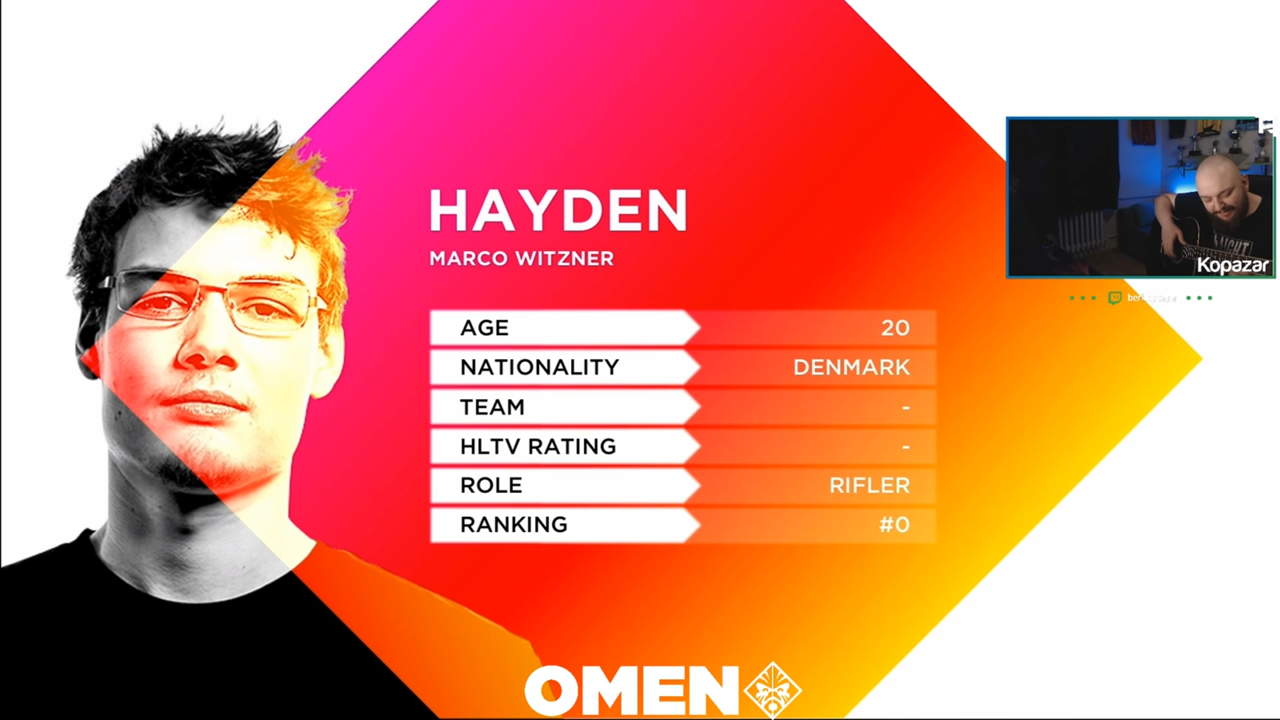 HAYDEN
MARCO WITZNER
AGE 20
NATIONALITY DENMARK
TEAM -
HLTV RATING -
ROLE RIFLER
RANKING #0
OMEN
Kopazar